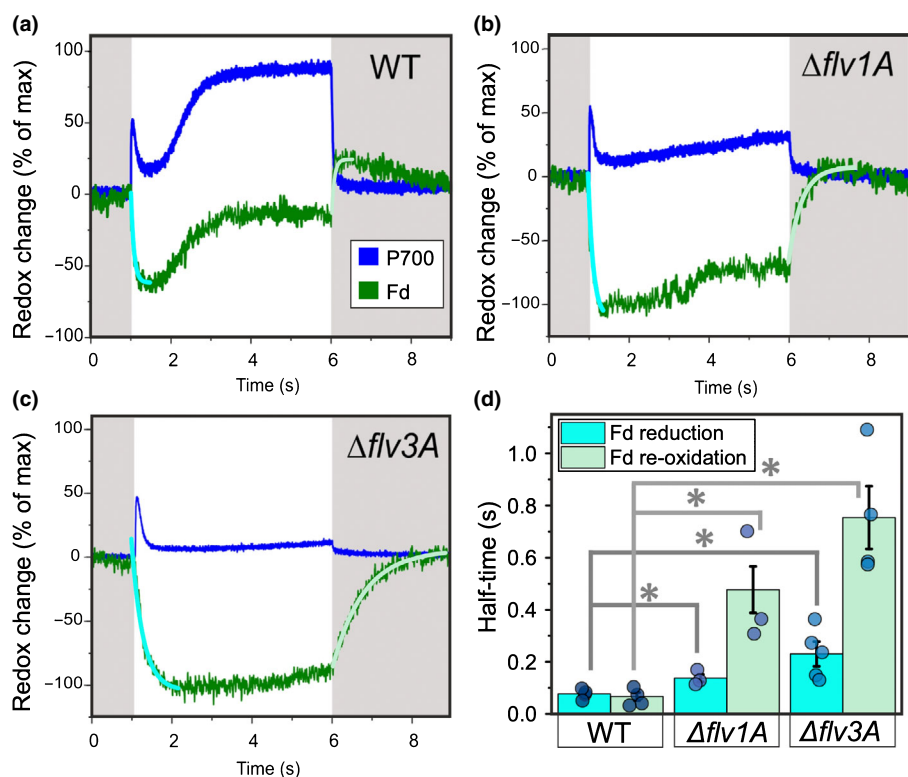 (a)
Redox change (% of max)
100
50
0
−50
−100
WT
P700
Fd
0 2 4 6 8
Time (s)
(b)
Redox change (% of max)
100
50
0
−50
−100
Δflv1A
0 2 4 6 8
Time (s)
(c)
Redox change (% of max)
100
50
0
−50
−100
Δflv3A
0 2 4 6 8
Time (s)
(d)
Half-time (s)
1.0
0.8
0.6
0.4
0.2
0.0
Fd reduction
Fd re-oxidation
*
*
*
*
WT Δflv1A Δflv3A